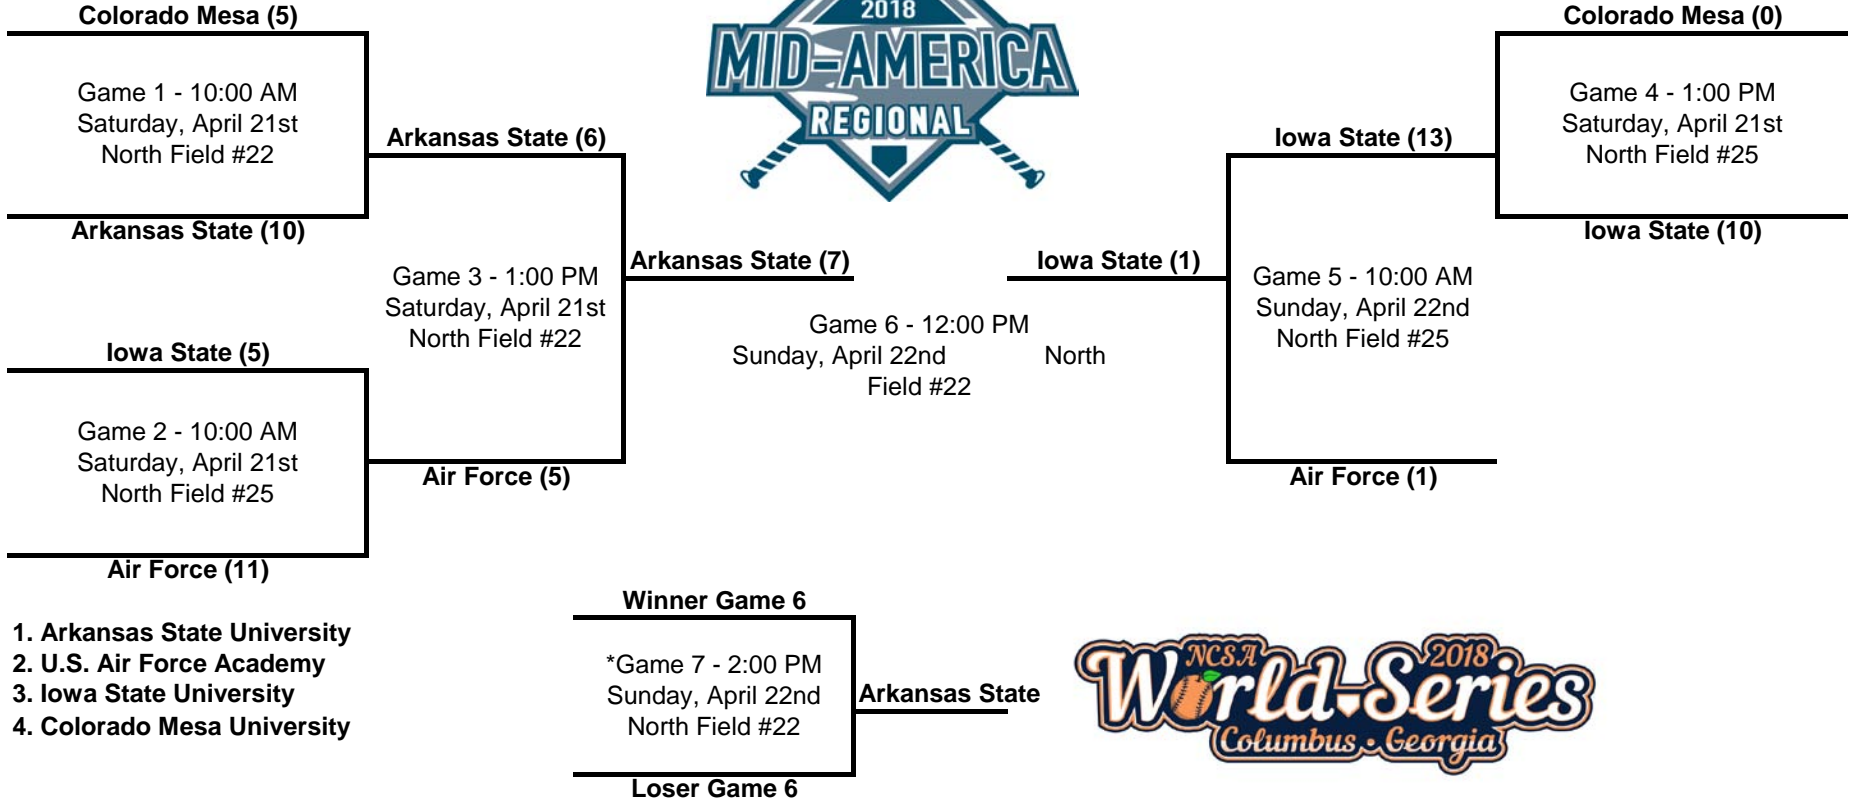 Colorado Mesa (5)
Game 1 - 10:00 AM
Saturday, April 21st
North Field #22
Arkansas State (10)
Iowa State (5)
Game 2 - 10:00 AM
Saturday, April 21st
North Field #25
Air Force (11)
Arkansas State (6)
Game 3 - 1:00 PM
Saturday, April 21st
North Field #22
Air Force (5)
2018
MID-AMERICA
REGIONAL
Arkansas State (7)
Iowa State (1)
Game 6 - 12:00 PM
Sunday, April 22nd North
Field #22
Iowa State (13)
Game 5 - 10:00 AM
Sunday, April 22nd
North Field #25
Air Force (1)
Colorado Mesa (0)
Game 4 - 1:00 PM
Saturday, April 21st
North Field #25
Iowa State (10)
1. Arkansas State University
2. U.S. Air Force Academy
3. Iowa State University
4. Colorado Mesa University
Winner Game 6
*Game 7 - 2:00 PM
Sunday, April 22nd
North Field #22
Loser Game 6
Arkansas State
NCSA 2018
World Series
Columbus • Georgia